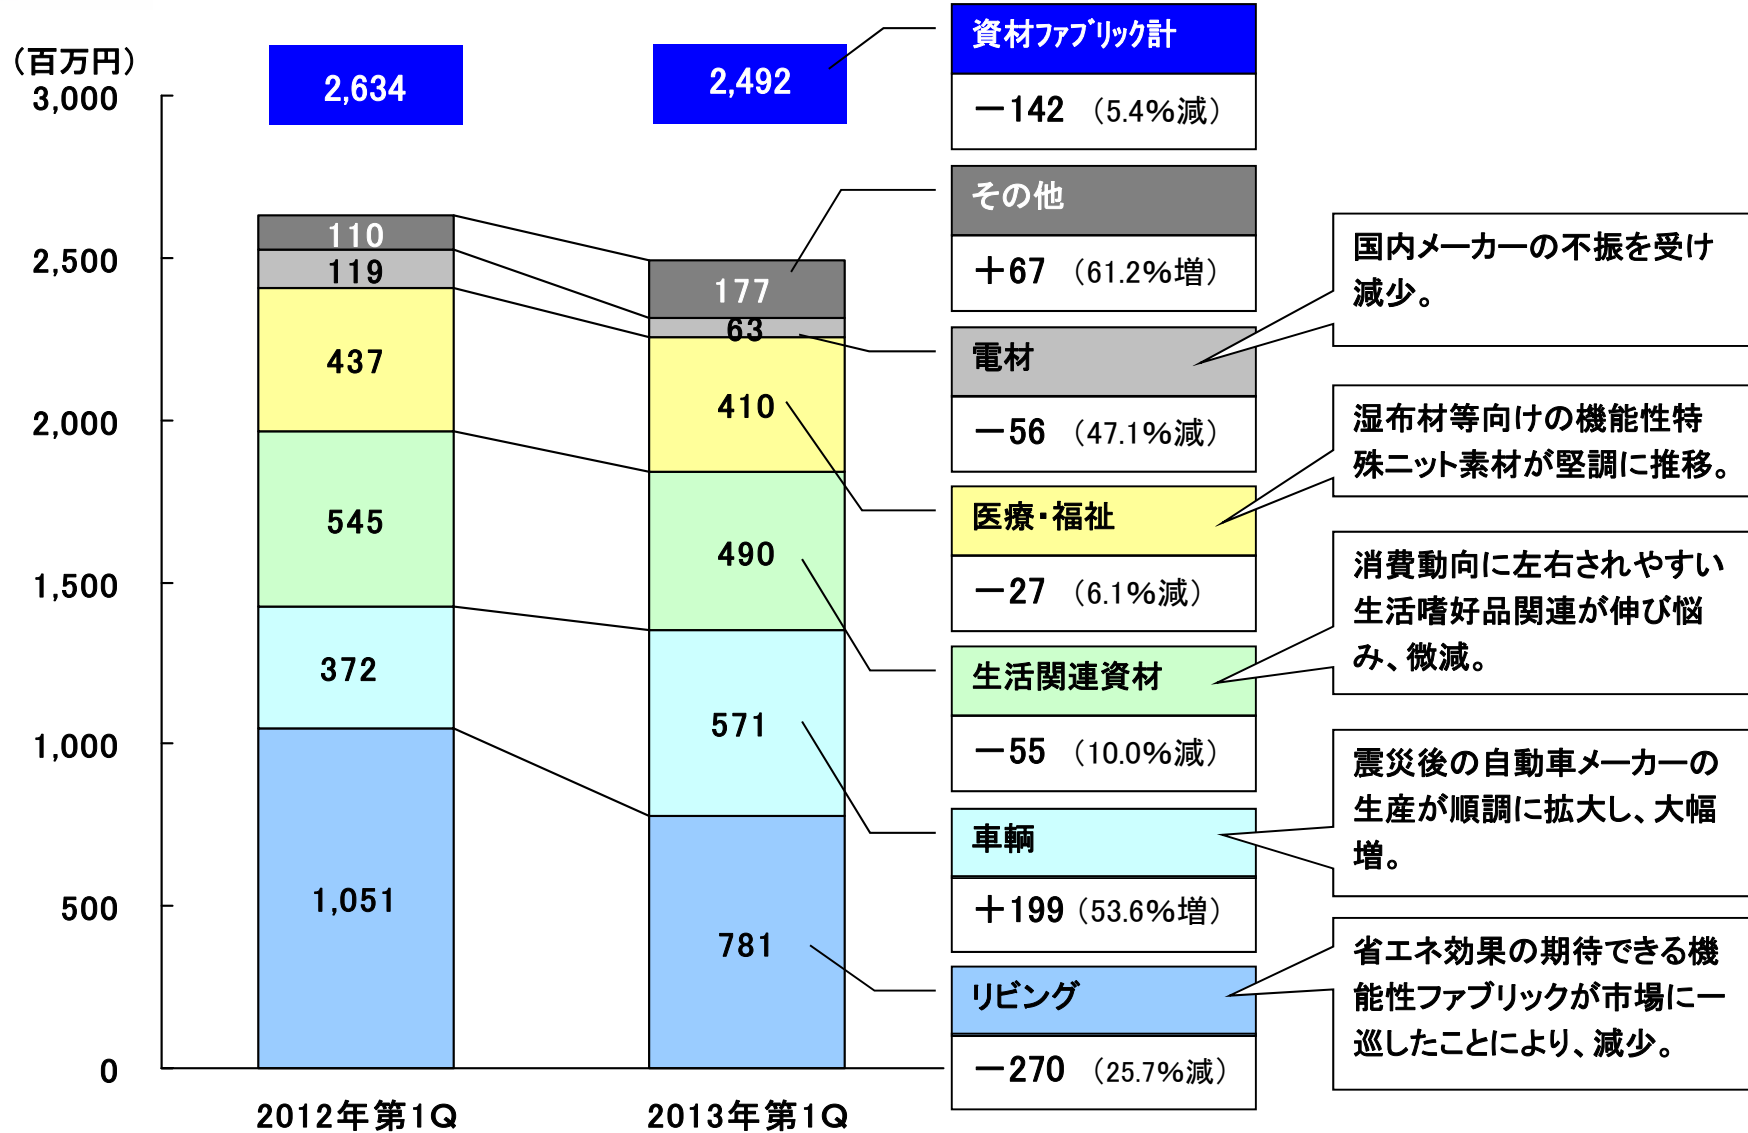 （百万円）
3,000
2,500
2,000
1,500
1,000
500
0
2,634
110
119
437
545
372
1,051
2012年第1Q
2,492
177
63
410
490
571
781
2013年第1Q
資材ファブリック計
－142 （5.4%減）
その他
＋67 （61.2%増）
電材
－56 （47.1%減）
医療・福祉
－27 （6.1%減）
生活関連資材
－55 （10.0%減）
車輌
＋199 （53.6%増）
リビング
－270 （25.7%減）
国内メーカーの不振を受け
減少。
湿布材等向けの機能性特
殊ニット素材が堅調に推移。
消費動向に左右されやすい
生活嗜好品関連が伸び悩
み、微減。
震災後の自動車メーカーの
生産が順調に拡大し、大幅
増。
省エネ効果の期待できる機
能性ファブリックが市場に一
巡したことにより、減少。